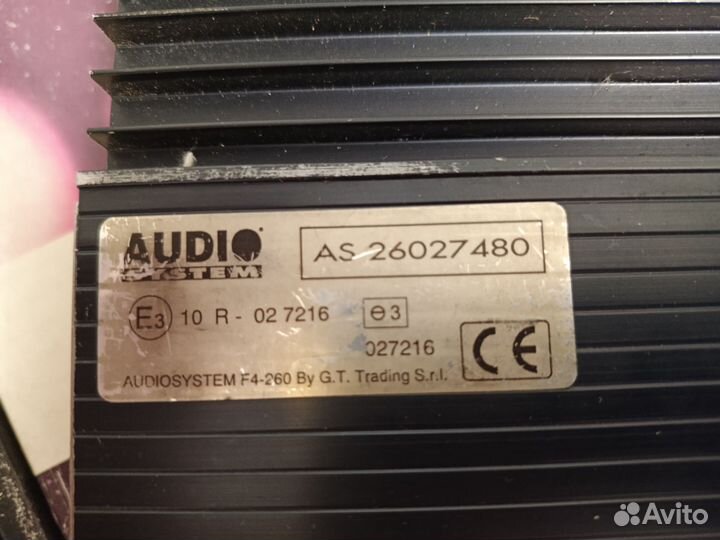 AUDIO
SYSTEM
AS 26027480
E3 10 R - 02 7216 e3
027216
CE
AUDIOSYSTEM F4-260 By G.T. Trading S.r.l.
Avito